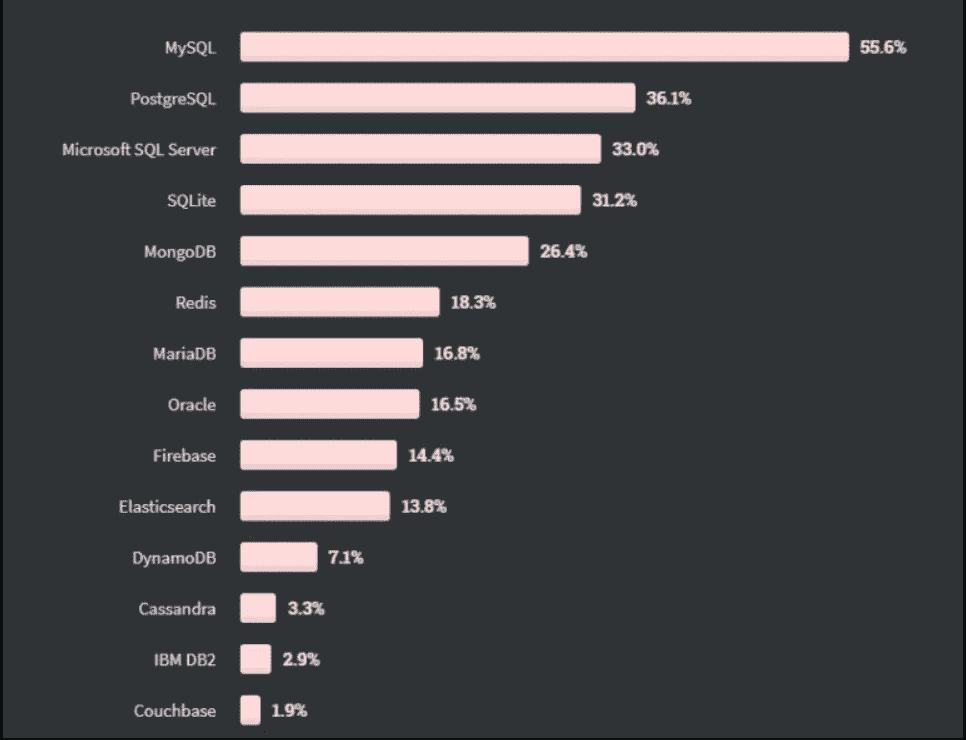 MySQL 55.6%
PostgreSQL 36.1%
Microsoft SQL Server 33.0%
SQLite 31.2%
MongoDB 26.4%
Redis 18.3%
MariaDB 16.8%
Oracle 16.5%
Firebase 14.4%
Elasticsearch 13.8%
DynamoDB 7.1%
Cassandra 3.3%
IBM DB2 2.9%
Couchbase 1.9%